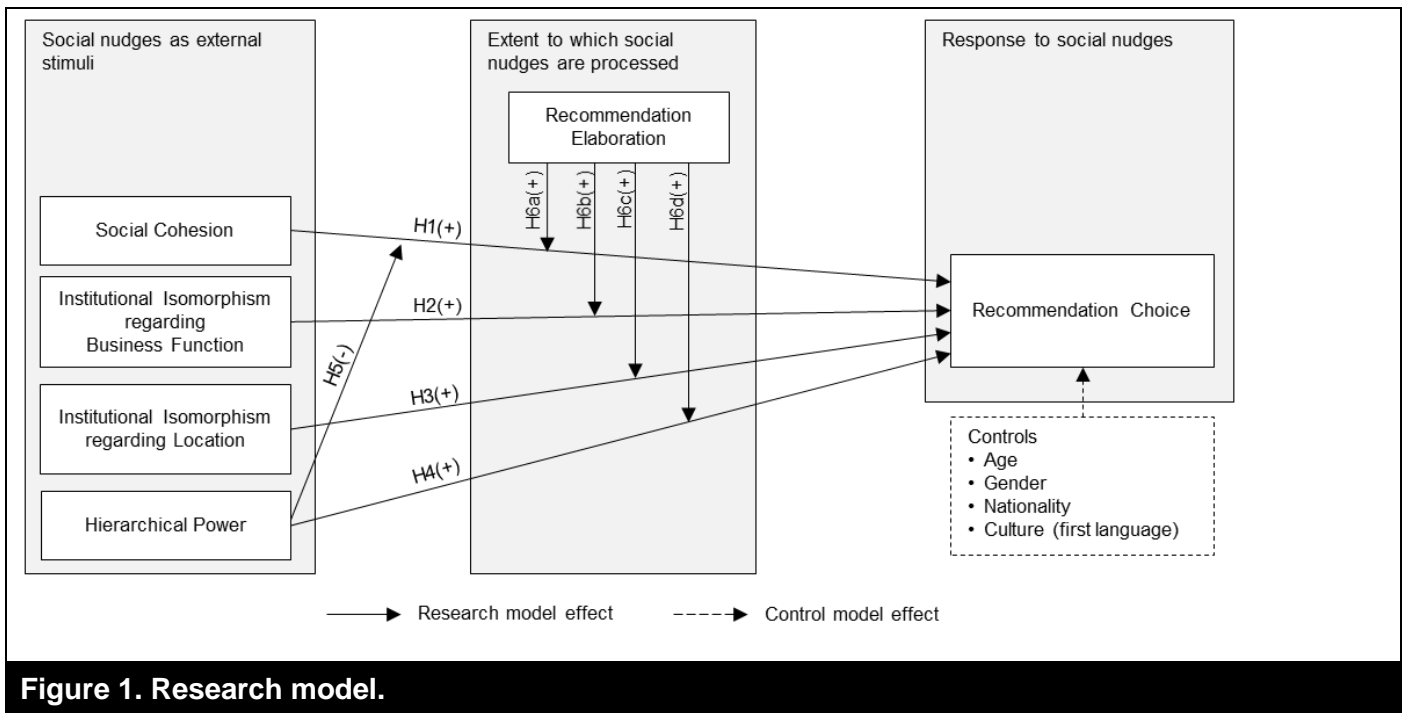 Social nudges as external
stimuli
Extent to which social
nudges are processed
Response to social nudges
Recommendation
Elaboration
H6a(+)
H6b(+)
H6c(+)
H6d(+)
Social Cohesion
H1(+)
Institutional Isomorphism
regarding
Business Function
H2(+)
Recommendation Choice
H5(-)
Institutional Isomorphism
regarding Location
H3(+)
H4(+)
Hierarchical Power
Controls
• Age
• Gender
• Nationality
• Culture (first language)
Research model effect
Control model effect
Figure 1. Research model.